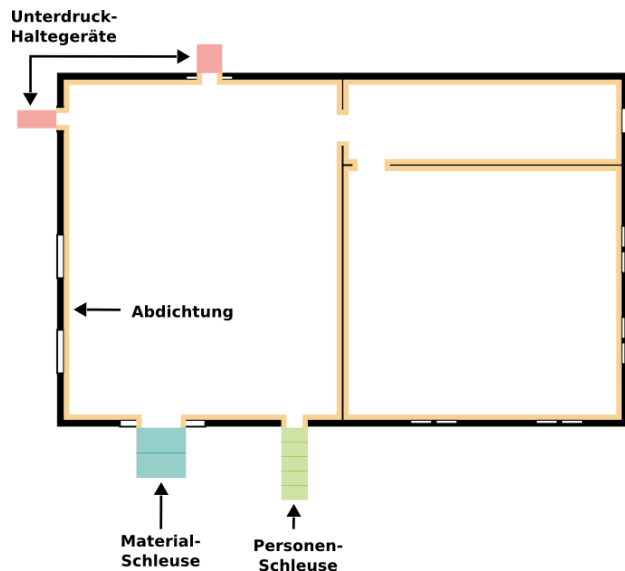 Unterdruck-
Haltegeräte
Abdichtung
Material-
Schleuse
Personen-
Schleuse